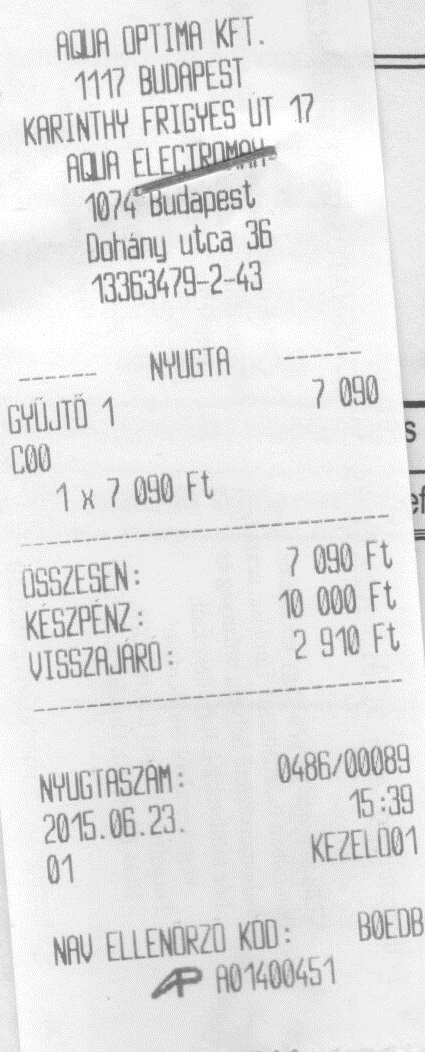 AQUA OPTIMA KFT.
1117 BUDAPEST
KARINTHY FRIGYES ÚT 17
AQUA ELECTROMAX
1074 Budapest
Dohány utca 36
13363479-2-43
------ NYUGTA ------
GYŰJTŐ 1 7 090
C00
1 x 7 090 Ft
ÖSSZESEN: 7 090 Ft
KÉSZPÉNZ: 10 000 Ft
VISSZAJÁRÓ: 2 910 Ft
NYUGTASZÁM: 0486/00089
2015.06.23. 15:39
01 KEZELŐ01
NAV ELLENŐRZŐ KÓD: B0EDB
AP A01400451